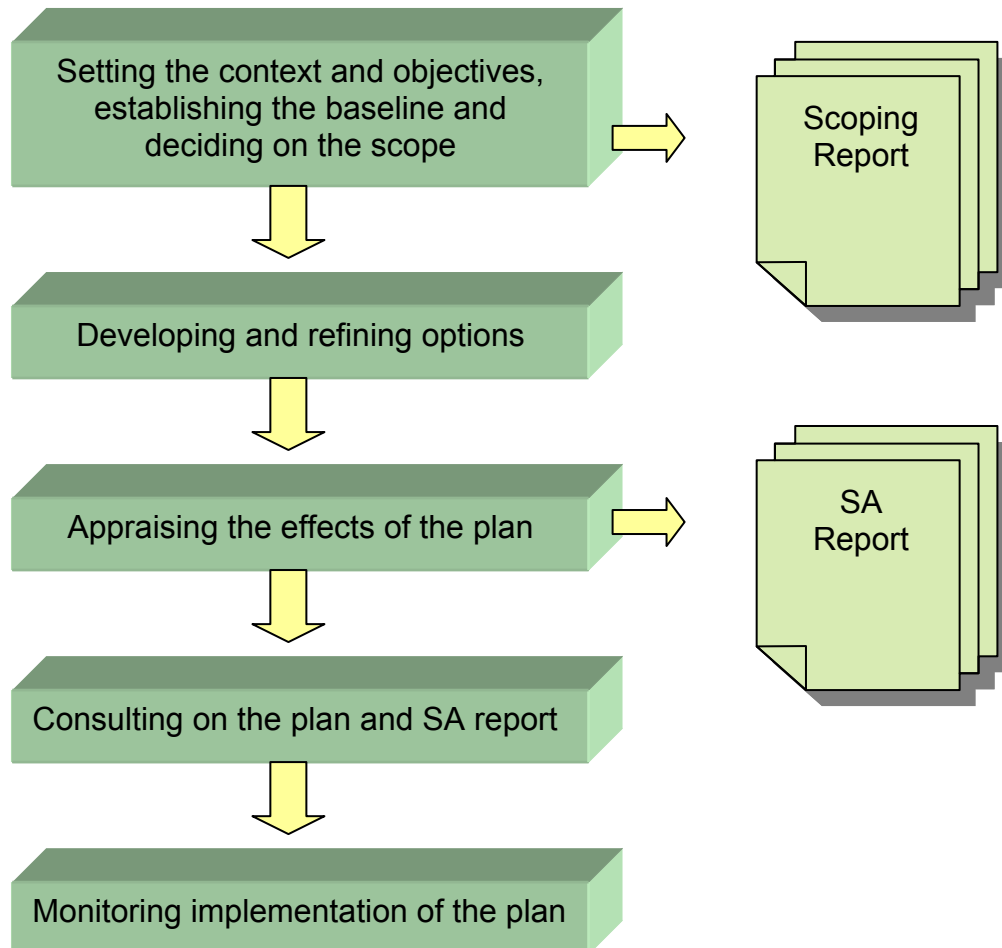 Setting the context and objectives,
establishing the baseline and
deciding on the scope
Scoping
Report
Developing and refining options
Appraising the effects of the plan
SA
Report
Consulting on the plan and SA report
Monitoring implementation of the plan